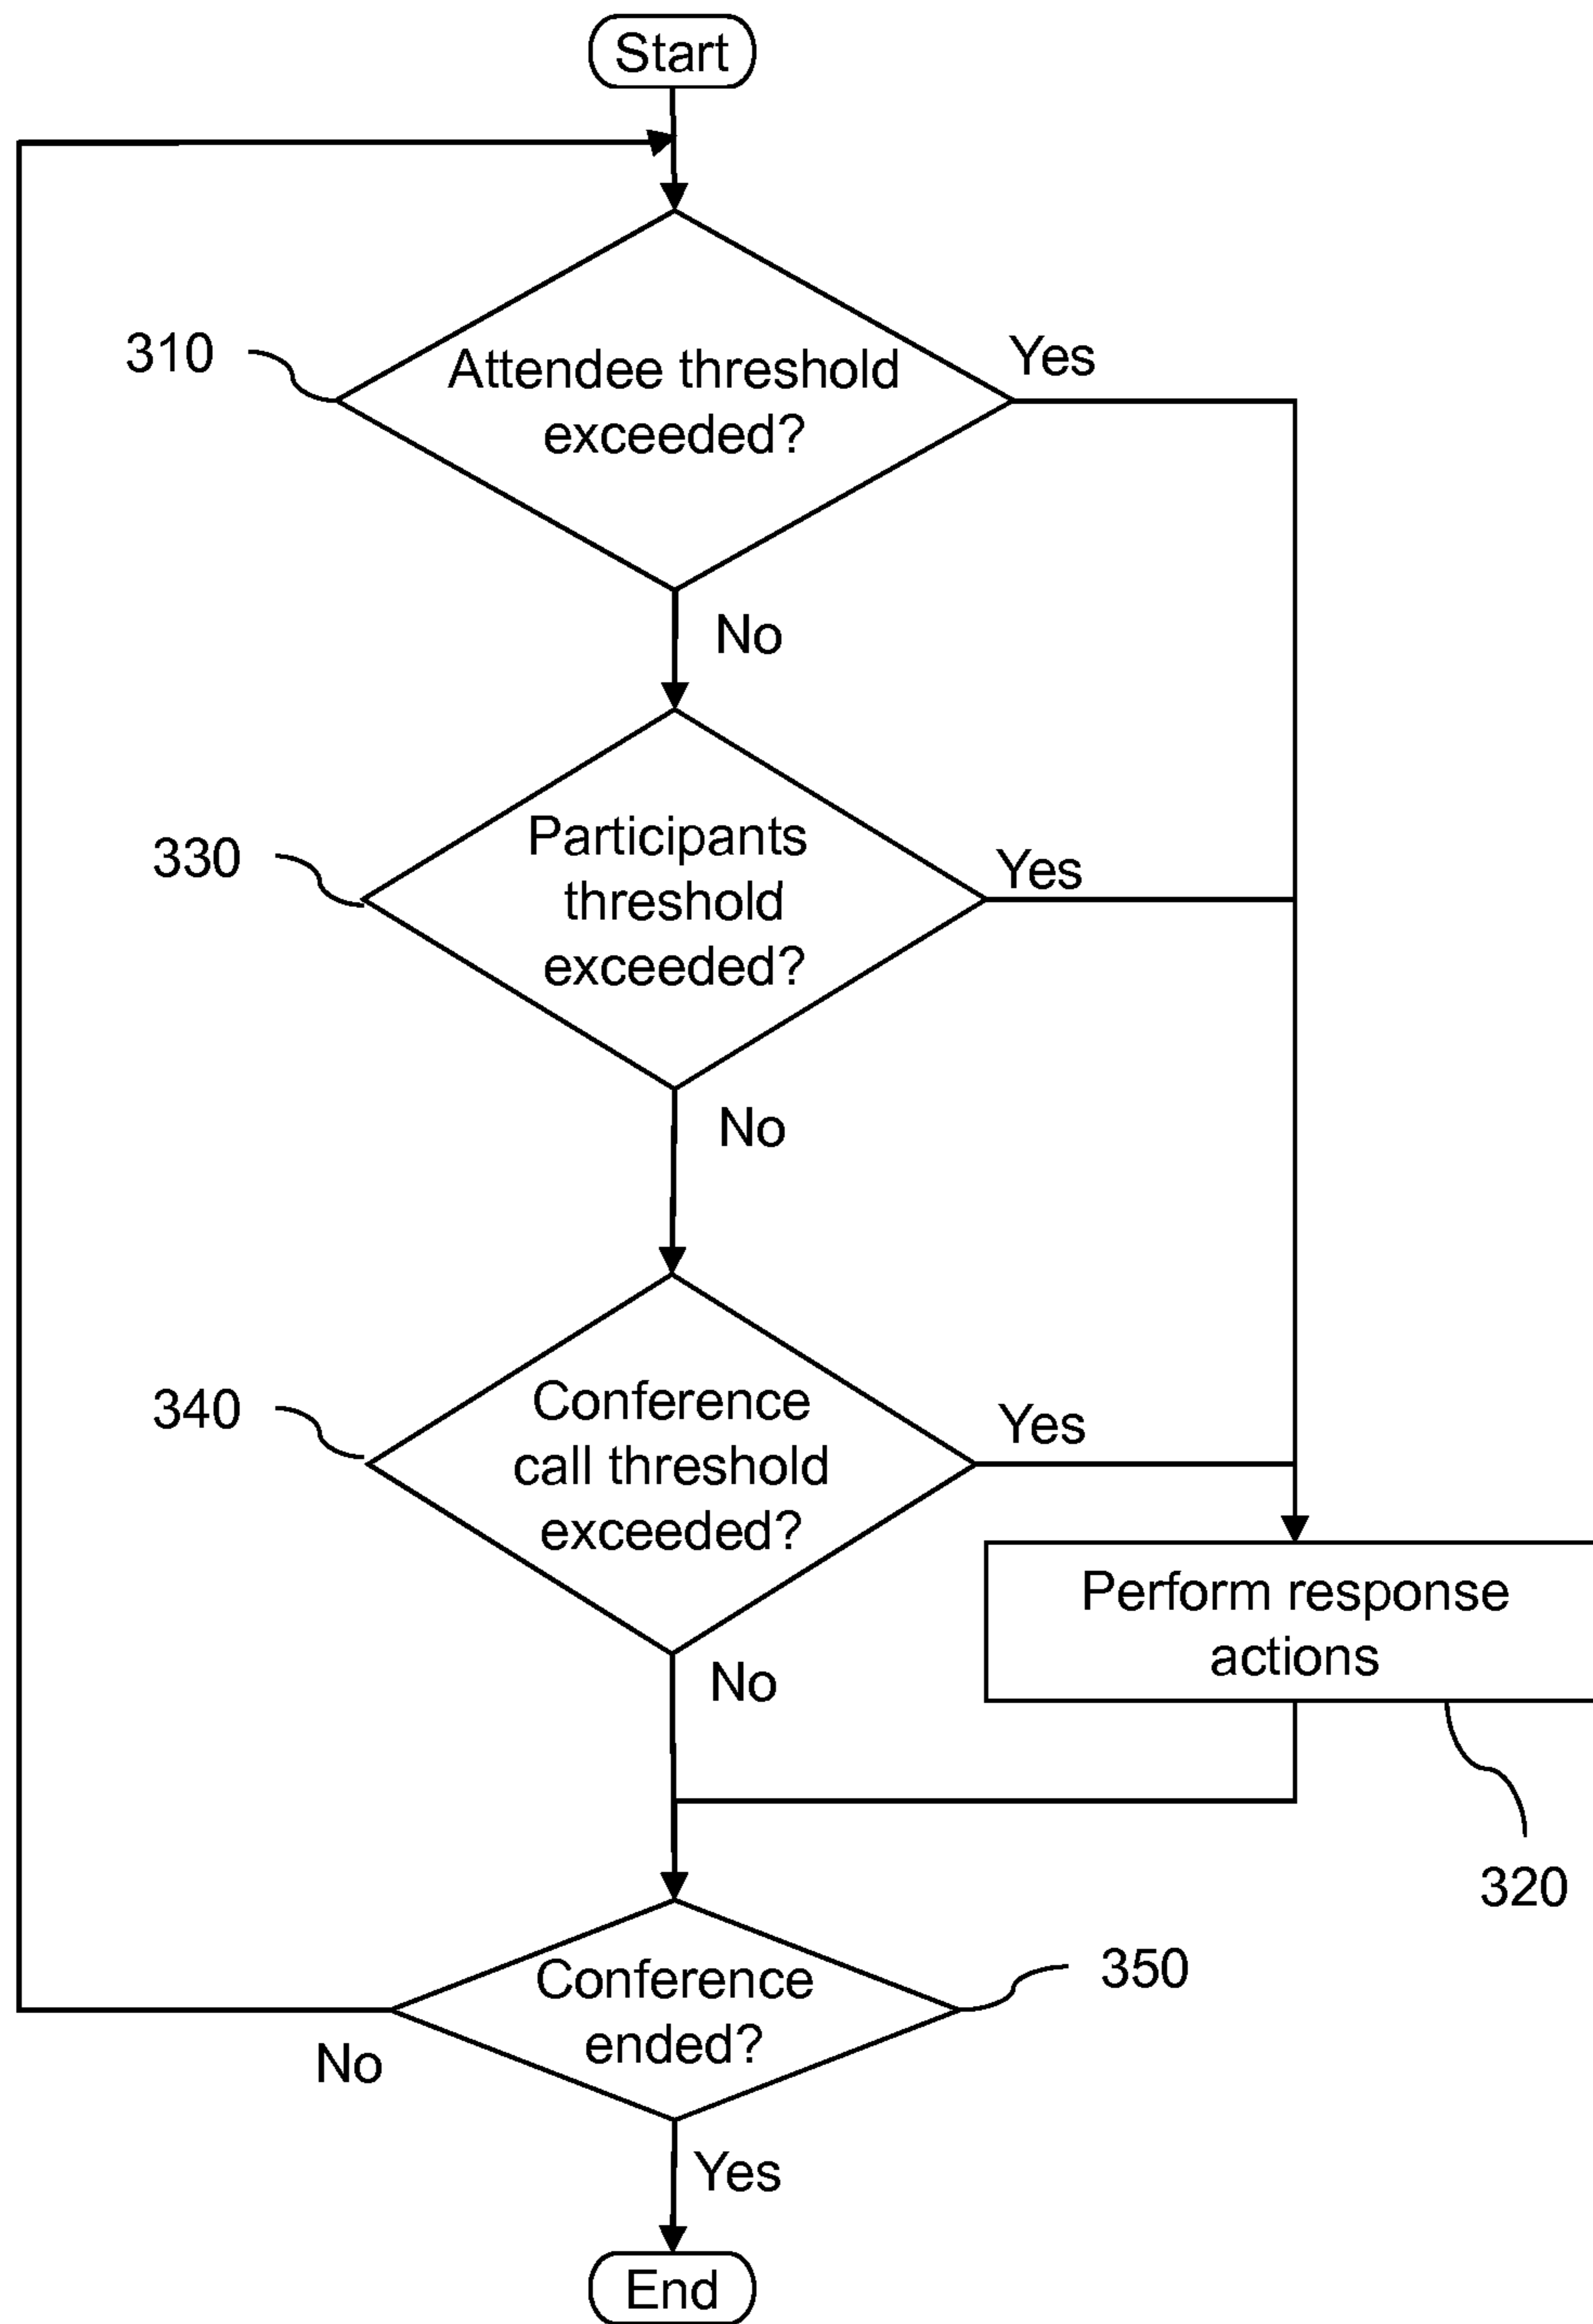 Start
310
Attendee threshold
exceeded?
Yes
No
330
Participants
threshold
exceeded?
Yes
No
340
Conference
call threshold
exceeded?
Yes
No
Perform response
actions
320
Conference
ended?
350
No
Yes
End